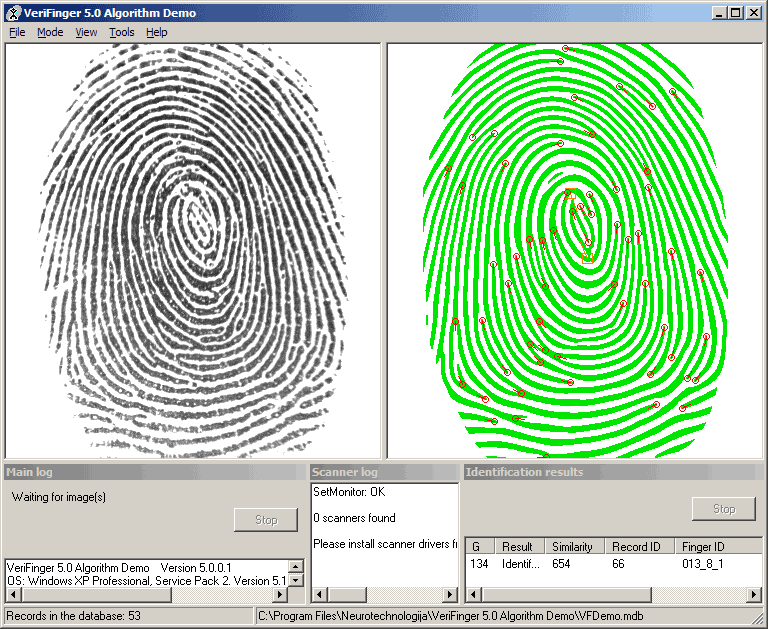 VeriFinger 5.0 Algorithm Demo
File Mode View Tools Help
Main log
Waiting for image(s)
Stop
VeriFinger 5.0 Algorithm Demo Version 5.0.0.1
OS: Windows XP Professional, Service Pack 2. Version 5.1
Scanner log
SetMonitor: OK
0 scanners found
Please install scanner drivers fr
Identification results
Stop
G Result Similarity Record ID Finger ID
134 Identif... 654 66 013_8_1
Records in the database: 53
C:\Program Files\Neurotechnologija\VeriFinger 5.0 Algorithm Demo\VFDemo.mdb